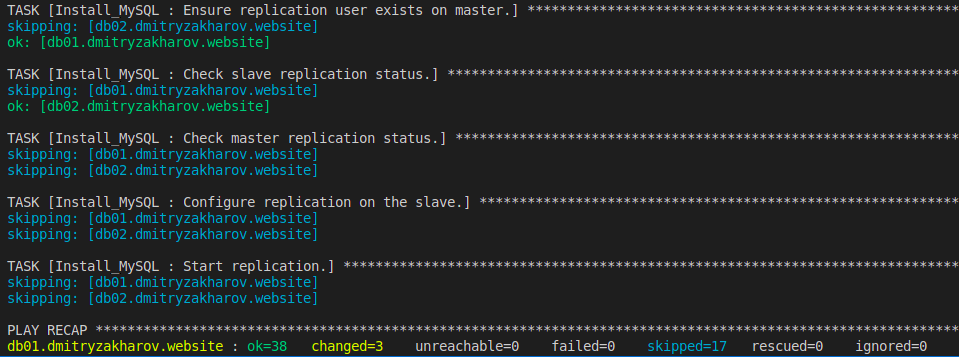 TASK [Install_MySQL : Ensure replication user exists on master.] ******************************************************
skipping: [db02.dmitryzakharov.website]
ok: [db01.dmitryzakharov.website]
TASK [Install_MySQL : Check slave replication status.] ****************************************************************
skipping: [db01.dmitryzakharov.website]
ok: [db02.dmitryzakharov.website]
TASK [Install_MySQL : Check master replication status.] ***************************************************************
skipping: [db01.dmitryzakharov.website]
skipping: [db02.dmitryzakharov.website]
TASK [Install_MySQL : Configure replication on the slave.] ************************************************************
skipping: [db01.dmitryzakharov.website]
skipping: [db02.dmitryzakharov.website]
TASK [Install_MySQL : Start replication.] *****************************************************************************
skipping: [db01.dmitryzakharov.website]
skipping: [db02.dmitryzakharov.website]
PLAY RECAP ************************************************************************************************************
db01.dmitryzakharov.website : ok=38   changed=3    unreachable=0    failed=0    skipped=17   rescued=0    ignored=0